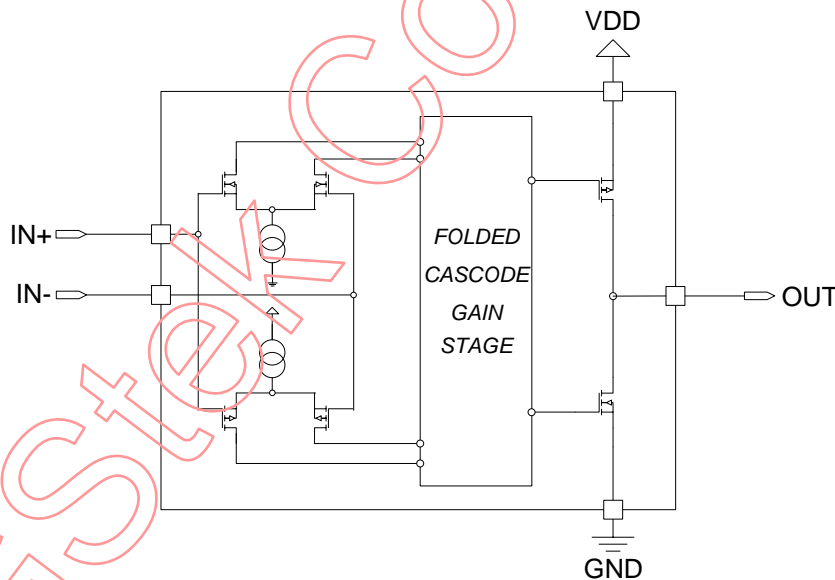 VDD
IN+
IN-
FOLDED
CASCODE
GAIN
STAGE
OUT
GND